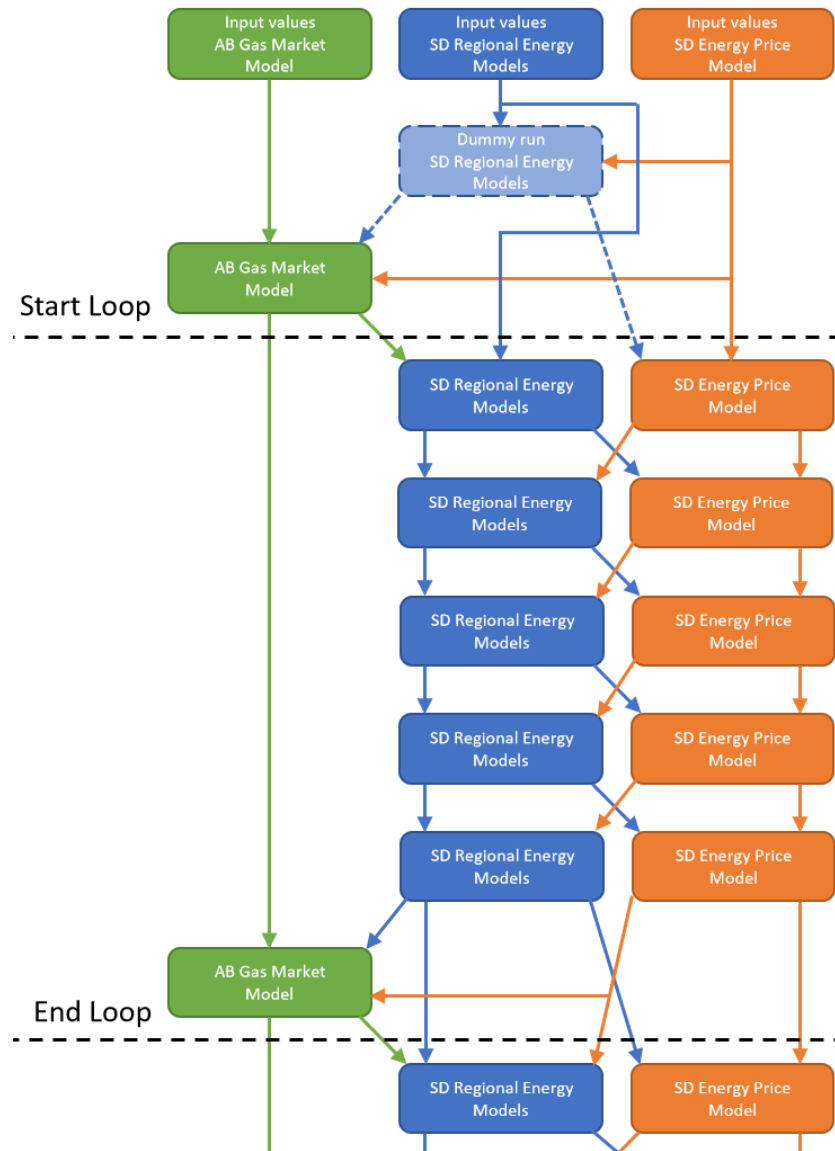 Input values
AB Gas Market
Model
Input values
SD Regional Energy
Models
Input values
SD Energy Price
Model
Dummy run
SD Regional Energy
Models
AB Gas Market
Model
Start Loop
SD Regional Energy
Models
SD Energy Price
Model
SD Regional Energy
Models
SD Energy Price
Model
SD Regional Energy
Models
SD Energy Price
Model
SD Regional Energy
Models
SD Energy Price
Model
SD Regional Energy
Models
SD Energy Price
Model
AB Gas Market
Model
End Loop
SD Regional Energy
Models
SD Energy Price
Model